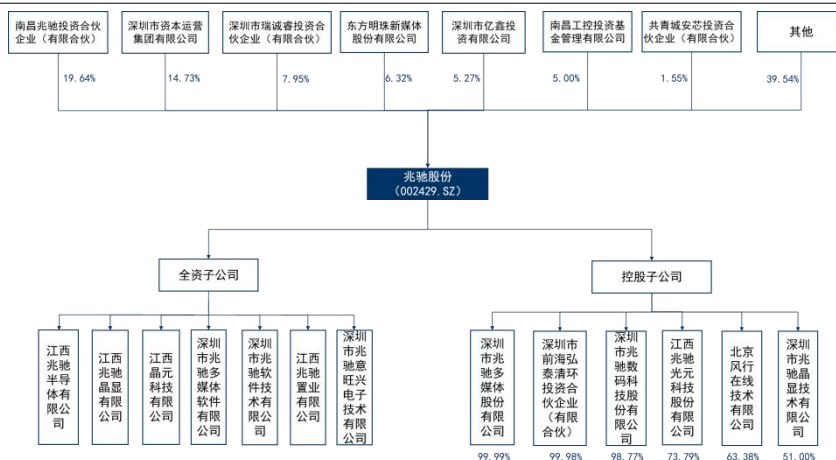 南昌兆驰投资合伙
企业（有限合伙）
深圳市资本运营
集团有限公司
深圳市瑞诚睿投资合
伙企业（有限合伙）
东方明珠新媒体
股份有限公司
深圳市亿鑫投
资有限公司
南昌工控投资基
金管理有限公司
共青城安芯投资合
伙企业（有限合伙）
其他
19.64%
14.73%
7.95%
6.32%
5.27%
5.00%
1.55%
39.54%
兆驰股份
（002429.SZ）
全资子公司
控股子公司
江西兆驰半导体有限公司
江西兆驰晶显有限公司
江西晶元科技有限公司
深圳市兆驰多媒体软件有限公司
深圳市兆驰软件技术有限公司
江西兆驰置业有限公司
深圳市兆驰意旺兴电子技术有限公司
深圳市兆驰多媒体股份有限公司
深圳市前海弘泰清环投资合伙企业（有限合伙）
深圳市兆驰数码科技股份有限公司
江西兆驰光元科技股份有限公司
北京风行在线技术有限公司
深圳市兆驰晶显技术有限公司
99.99%
99.98%
98.77%
73.79%
63.38%
51.00%